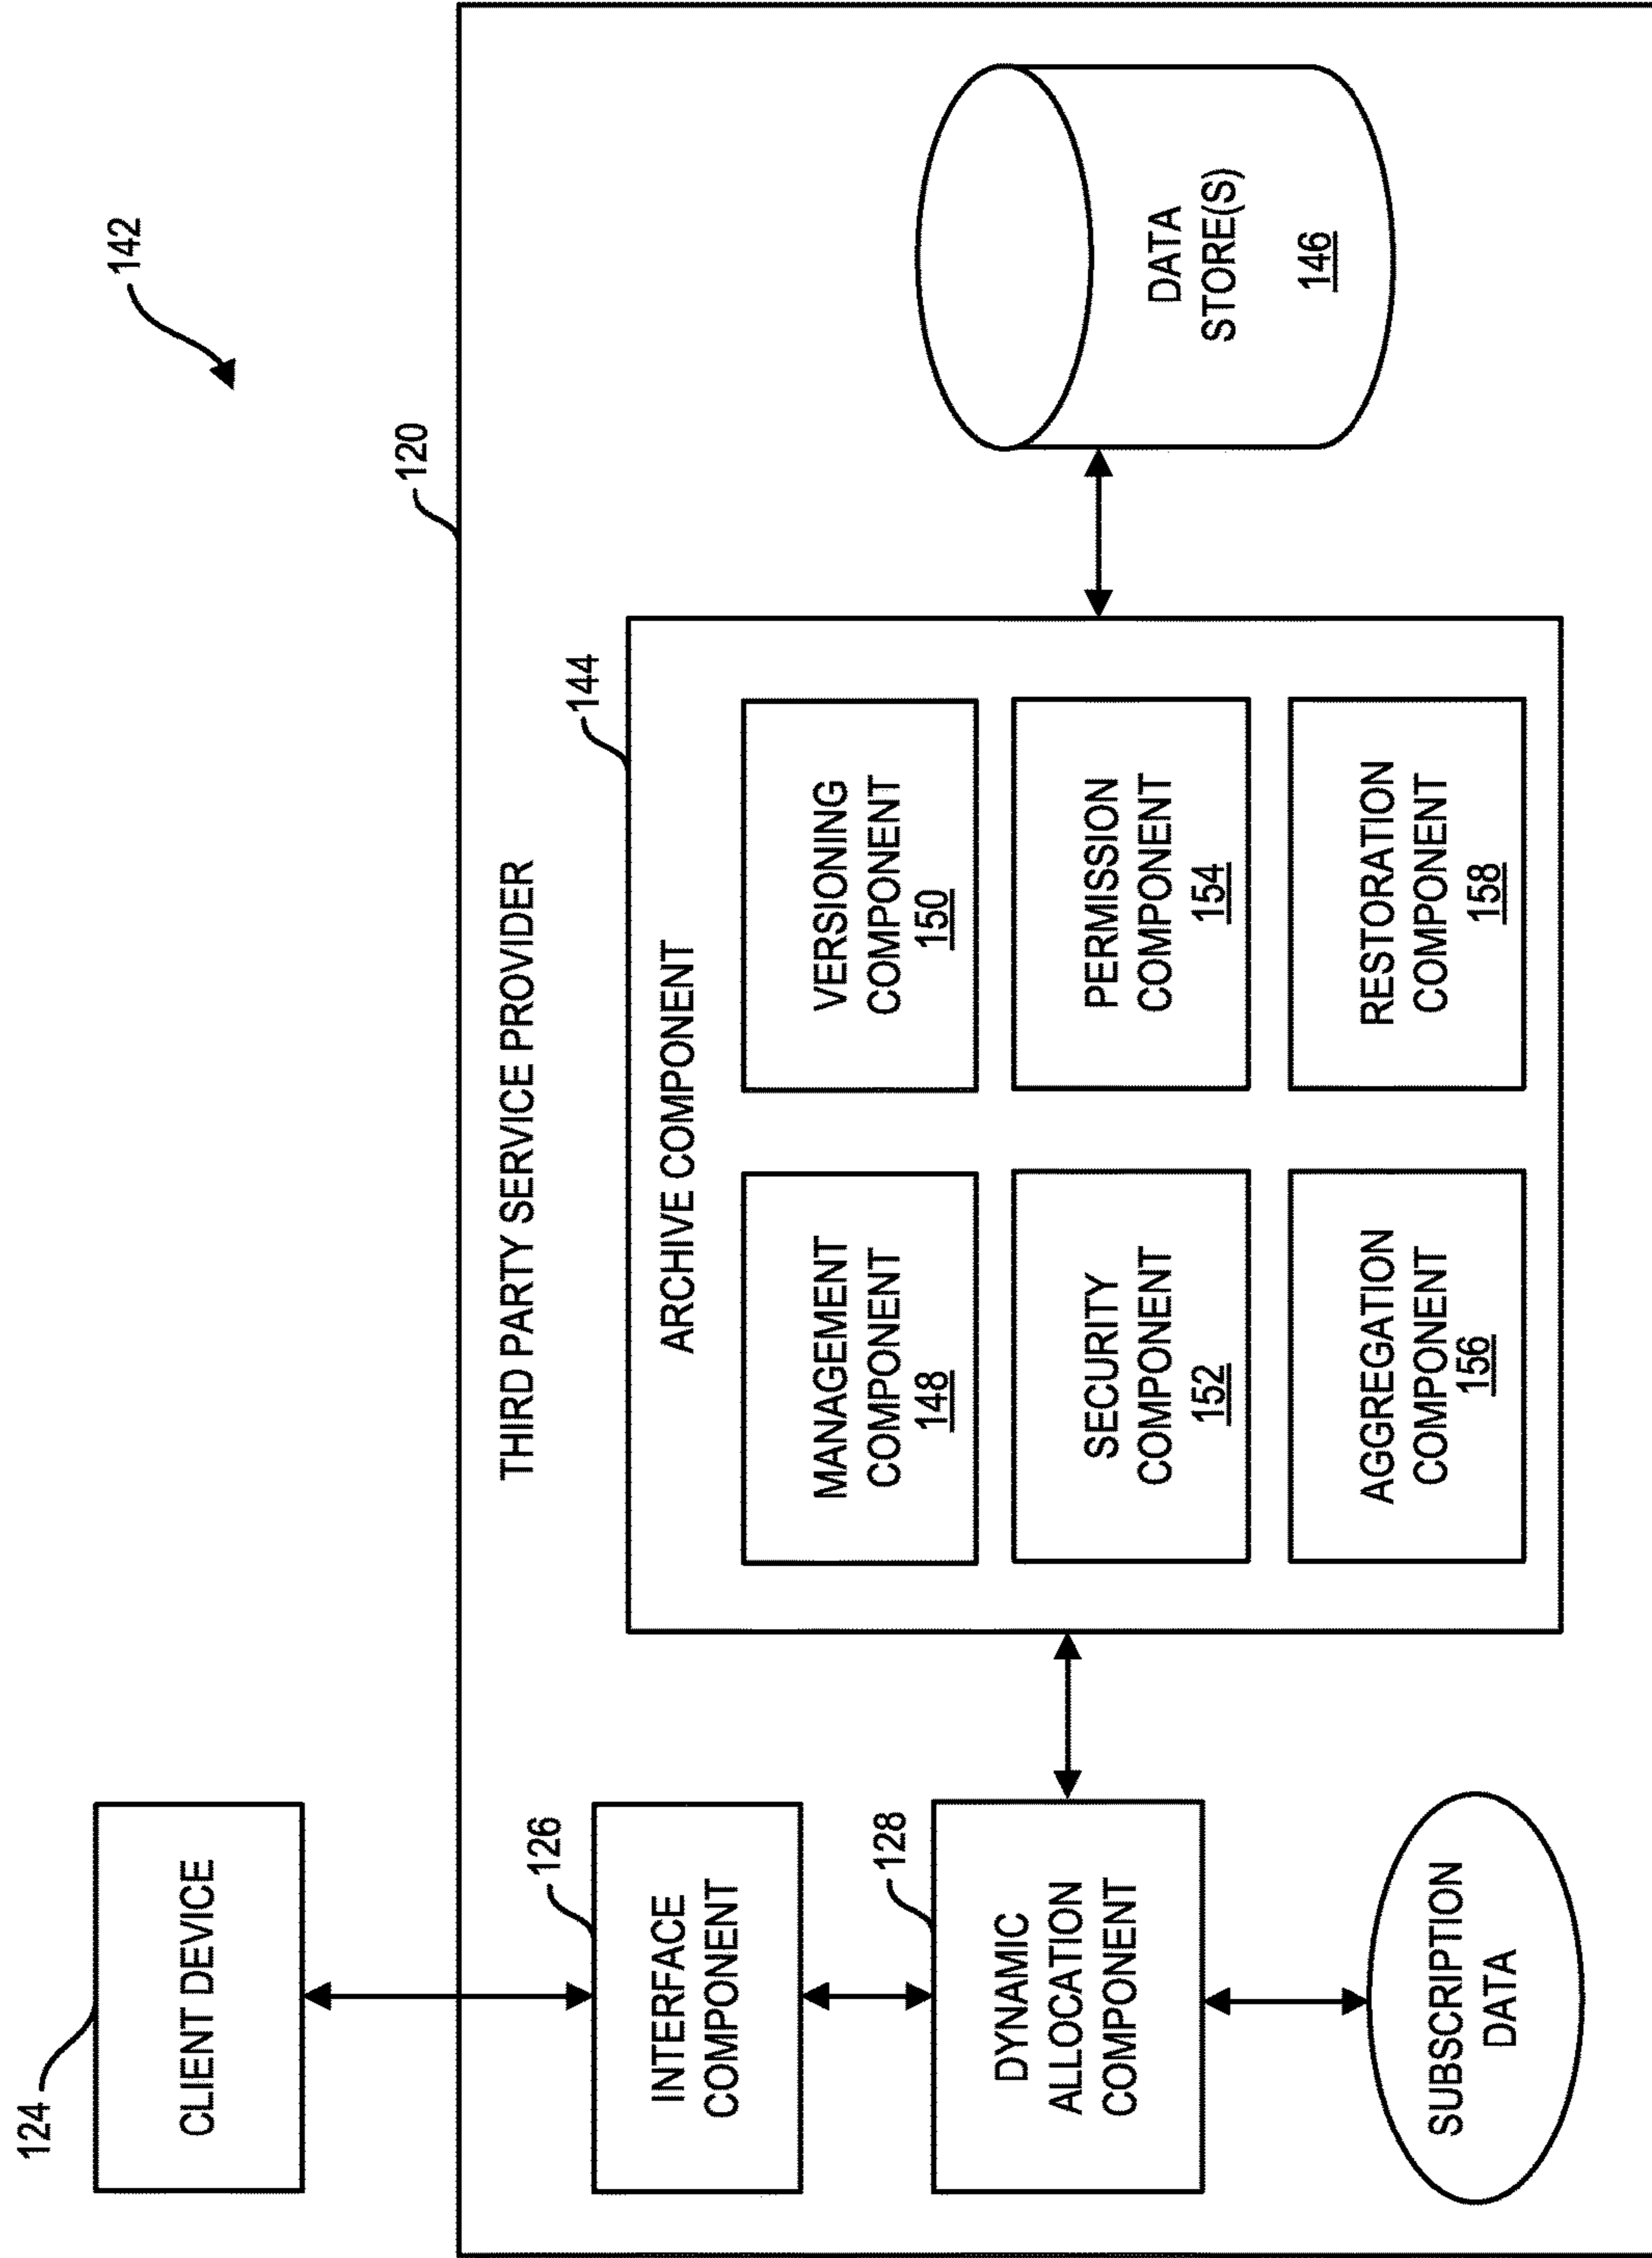 142
124
CLIENT DEVICE
120
THIRD PARTY SERVICE PROVIDER
126
INTERFACE
COMPONENT
144
ARCHIVE COMPONENT
MANAGEMENT
COMPONENT
148
VERSIONING
COMPONENT
150
128
DYNAMIC
ALLOCATION
COMPONENT
SECURITY
COMPONENT
152
PERMISSION
COMPONENT
154
DATA
STORE(S)
146
AGGREGATION
COMPONENT
156
RESTORATION
COMPONENT
158
SUBSCRIPTION
DATA